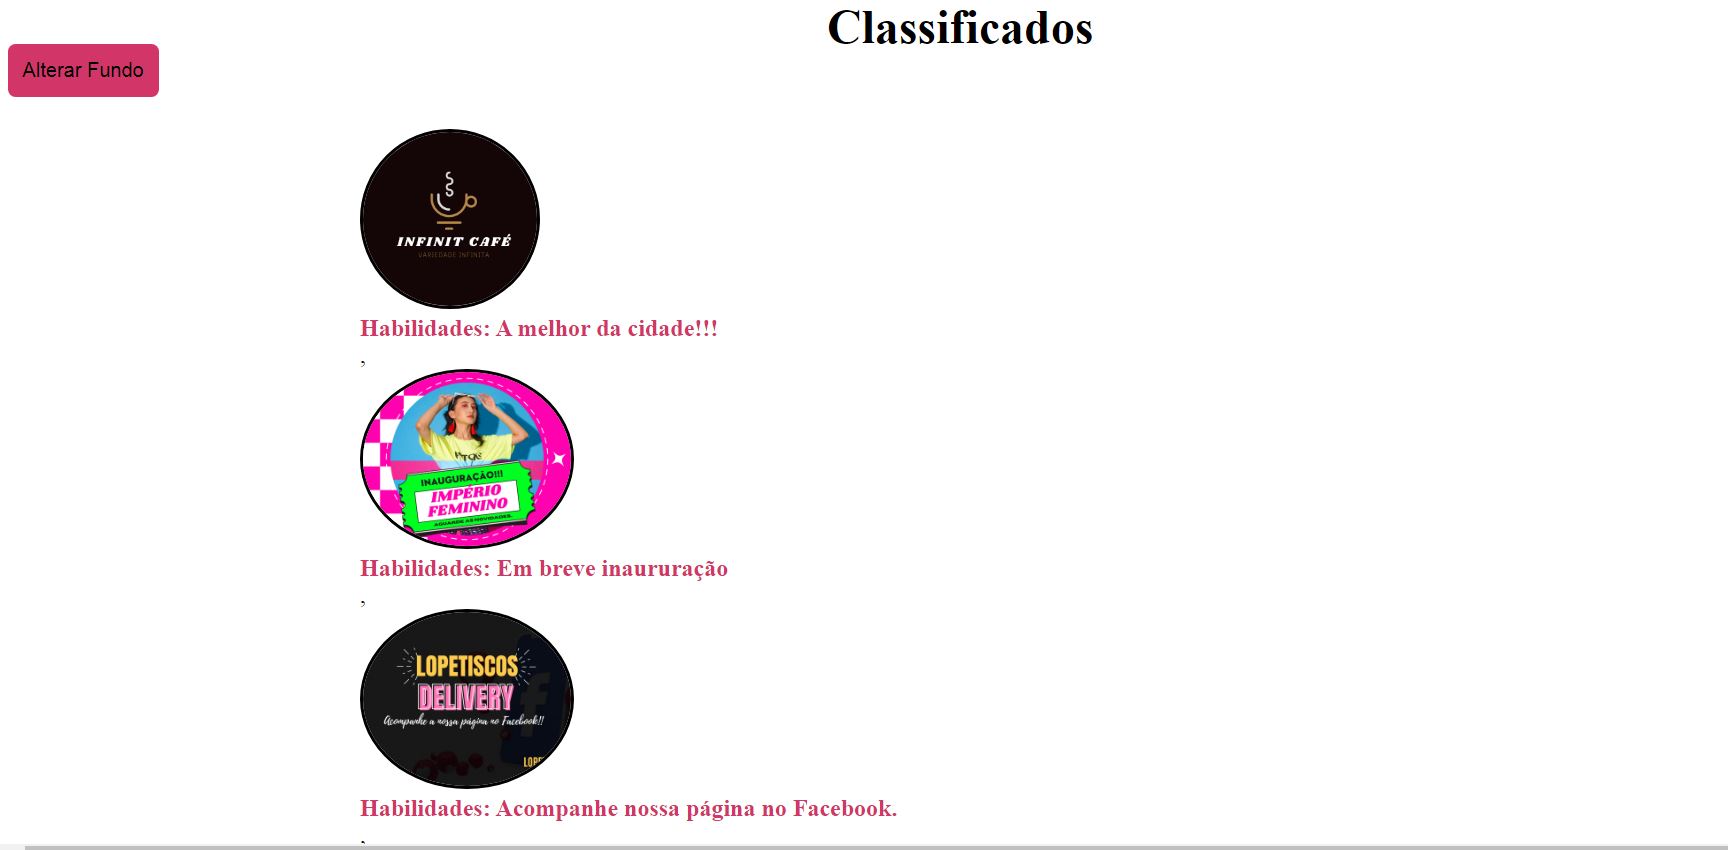 Classificados
Alterar Fundo
INFINIT CAFÉ
VARIEDADE INFINITA
Habilidades: A melhor da cidade!!!
,
INAUGURAÇÃO!!!
IMPÉRIO
FEMININO
AGUARDE AS NOVIDADES.
Habilidades: Em breve inaururação
,
LOPETISCOS
DELIVERY
Acompanhe a nossa página no Facebook!!
Habilidades: Acompanhe nossa página no Facebook.
,